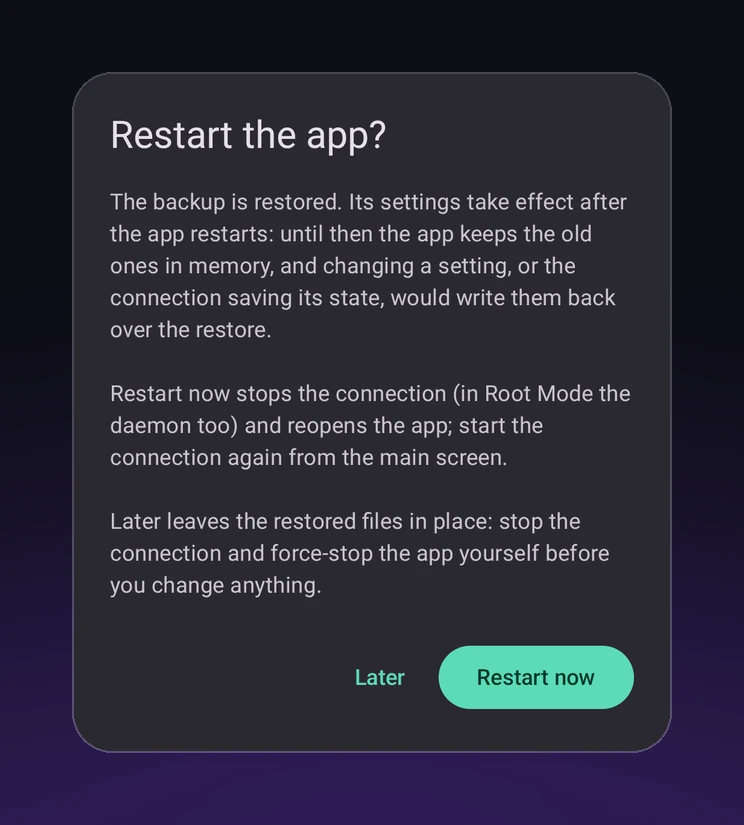 Restart the app?
The backup is restored. Its settings take effect after
the app restarts: until then the app keeps the old
ones in memory, and changing a setting, or the
connection saving its state, would write them back
over the restore.
Restart now stops the connection (in Root Mode the
daemon too) and reopens the app; start the
connection again from the main screen.
Later leaves the restored files in place: stop the
connection and force-stop the app yourself before
you change anything.
Later
Restart now